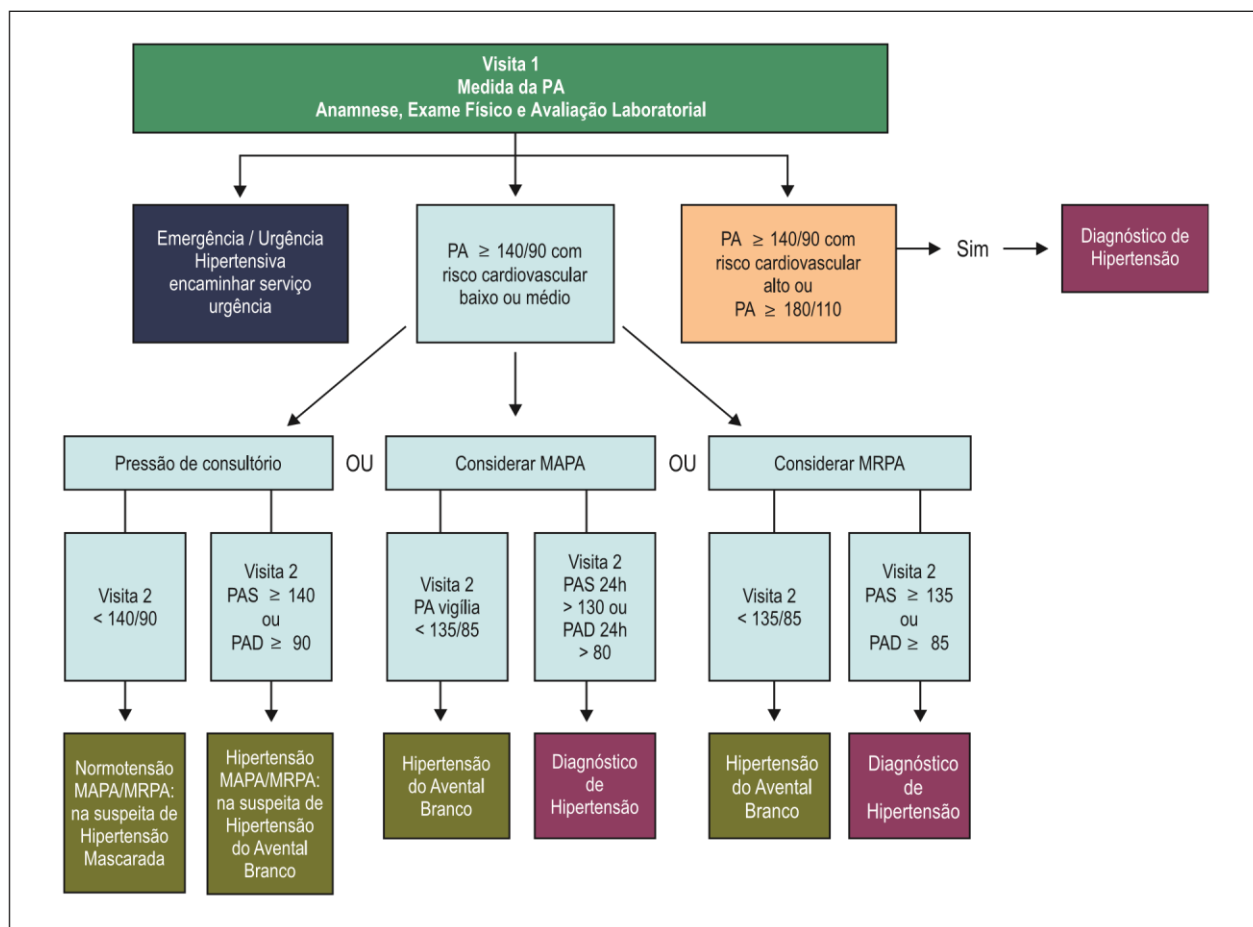 Visita 1
Medida da PA
Anamnese, Exame Físico e Avaliação Laboratorial
Emergência / Urgência
Hipertensiva
encaminhar serviço
urgência
PA ≥ 140/90 com
risco cardiovascular
baixo ou médio
PA ≥ 140/90 com
risco cardiovascular
alto ou
PA ≥ 180/110
Sim
Diagnóstico de
Hipertensão
Pressão de consultório
OU
Considerar MAPA
OU
Considerar MRPA
Visita 2
< 140/90
Visita 2
PAS ≥ 140
ou
PAD ≥ 90
Visita 2
PA vigília
< 135/85
Visita 2
PAS 24h
> 130 ou
PAD 24h
> 80
Visita 2
< 135/85
Visita 2
PAS ≥ 135
ou
PAD ≥ 85
Normotensão
MAPA/MRPA:
na suspeita de
Hipertensão
Mascarada
Hipertensão
MAPA/MRPA:
na suspeita de
Hipertensão
do Avental
Branco
Hipertensão
do Avental
Branco
Diagnóstico
de
Hipertensão
Hipertensão
do Avental
Branco
Diagnóstico
de
Hipertensão